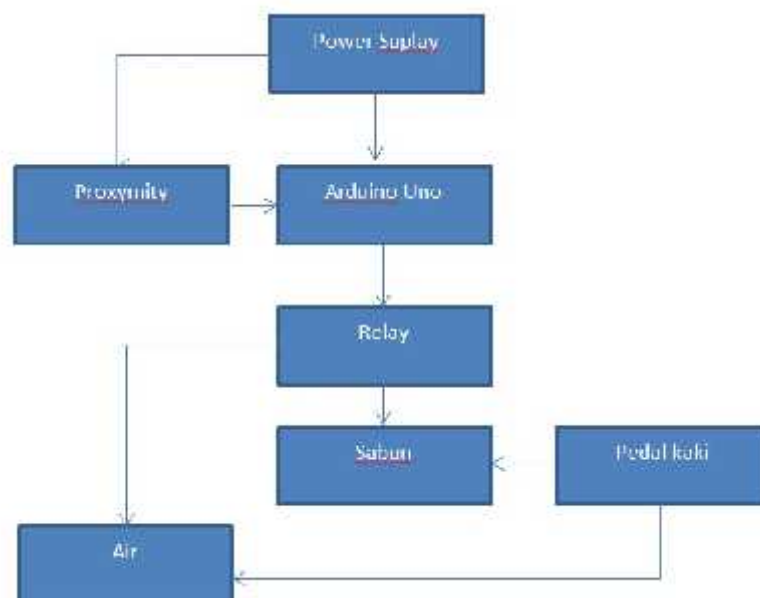 Power Suplay
Proxymity
Arduino Uno
Relay
Sabun
Pedal kaki
Air